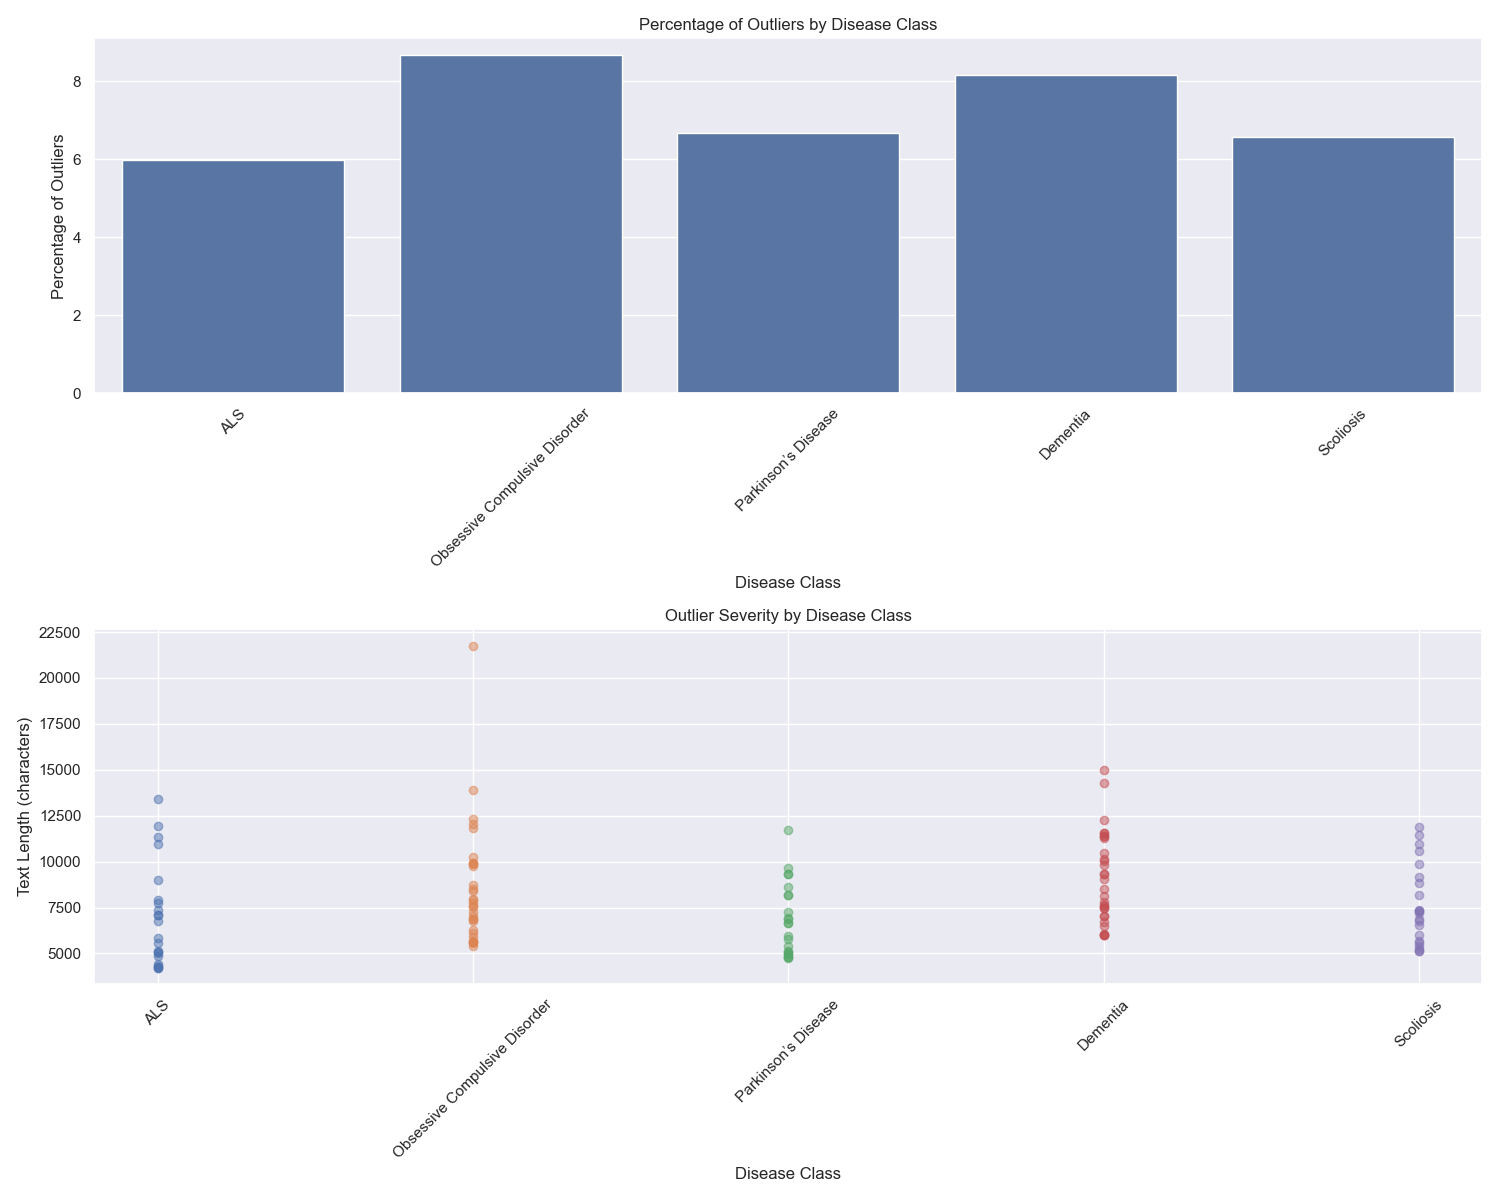 Percentage of Outliers by Disease Class
Percentage of Outliers
8
6
4
2
0
ALS
Obsessive Compulsive Disorder
Parkinson's Disease
Dementia
Scoliosis
Disease Class
Outlier Severity by Disease Class
Text Length (characters)
22500
20000
17500
15000
12500
10000
7500
5000
ALS
Obsessive Compulsive Disorder
Parkinson's Disease
Dementia
Scoliosis
Disease Class